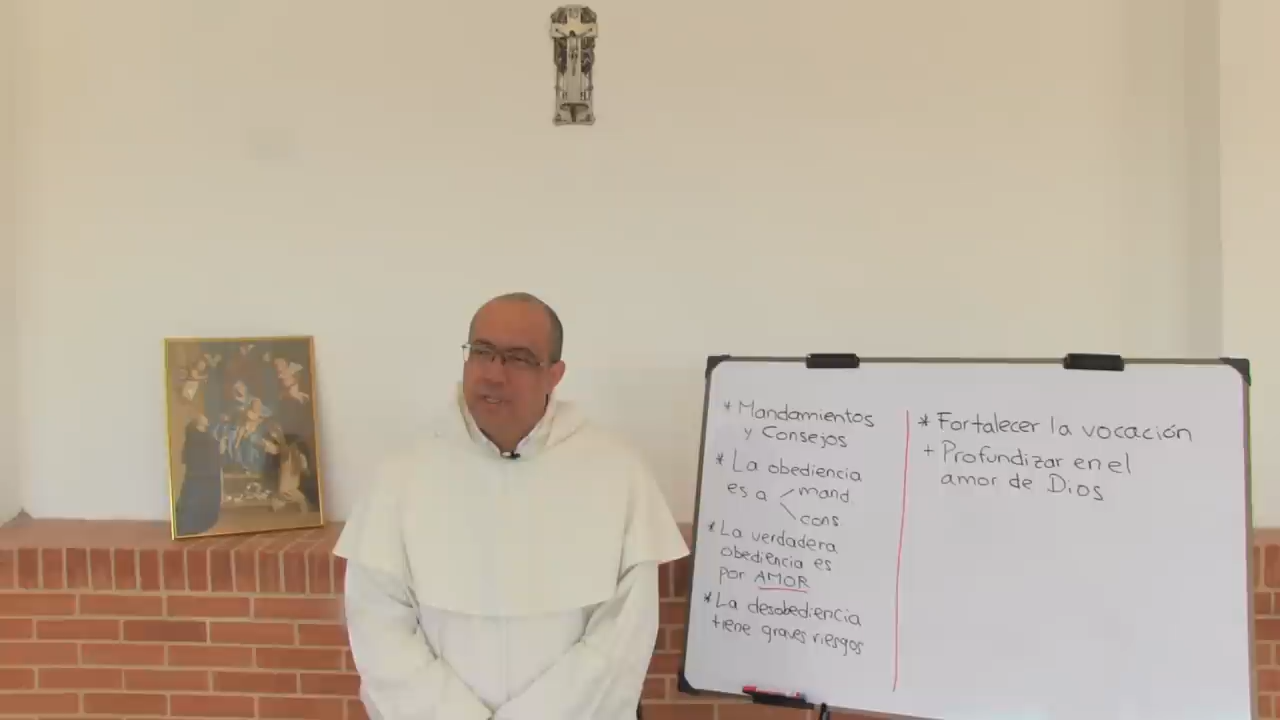 * Mandamientos
y Consejos
* La obediencia
es a mand.
cons.
* La verdadera
obediencia es
por AMOR
* La desobediencia
tiene graves riesgos
* Fortalecer la vocación
+ Profundizar en el
amor de Dios